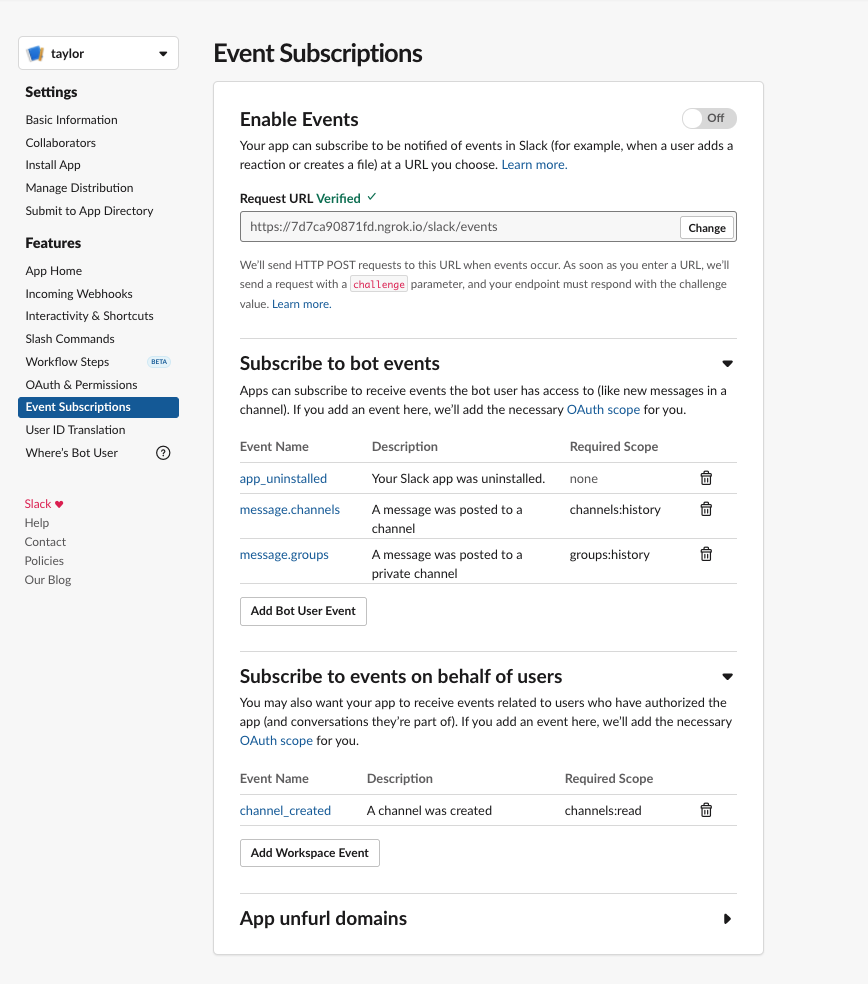 taylor
Settings
Basic Information
Collaborators
Install App
Manage Distribution
Submit to App Directory
Features
App Home
Incoming Webhooks
Interactivity & Shortcuts
Slash Commands
Workflow Steps BETA
OAuth & Permissions
Event Subscriptions
User ID Translation
Where's Bot User ?
Slack ♥
Help
Contact
Policies
Our Blog
Event Subscriptions
Enable Events Off
Your app can subscribe to be notified of events in Slack (for example, when a user adds a
reaction or creates a file) at a URL you choose. Learn more.
Request URL Verified ✓
https://7d7ca90871fd.ngrok.io/slack/events Change
We'll send HTTP POST requests to this URL when events occur. As soon as you enter a URL, we'll
send a request with a challenge parameter, and your endpoint must respond with the challenge
value. Learn more.
Subscribe to bot events
Apps can subscribe to receive events the bot user has access to (like new messages in a
channel). If you add an event here, we'll add the necessary OAuth scope for you.
Event Name Description Required Scope
app_uninstalled Your Slack app was uninstalled. none
message.channels A message was posted to a channels:history
channel
message.groups A message was posted to a groups:history
private channel
Add Bot User Event
Subscribe to events on behalf of users
You may also want your app to receive events related to users who have authorized the
app (and conversations they're part of). If you add an event here, we'll add the necessary
OAuth scope for you.
Event Name Description Required Scope
channel_created A channel was created channels:read
Add Workspace Event
App unfurl domains